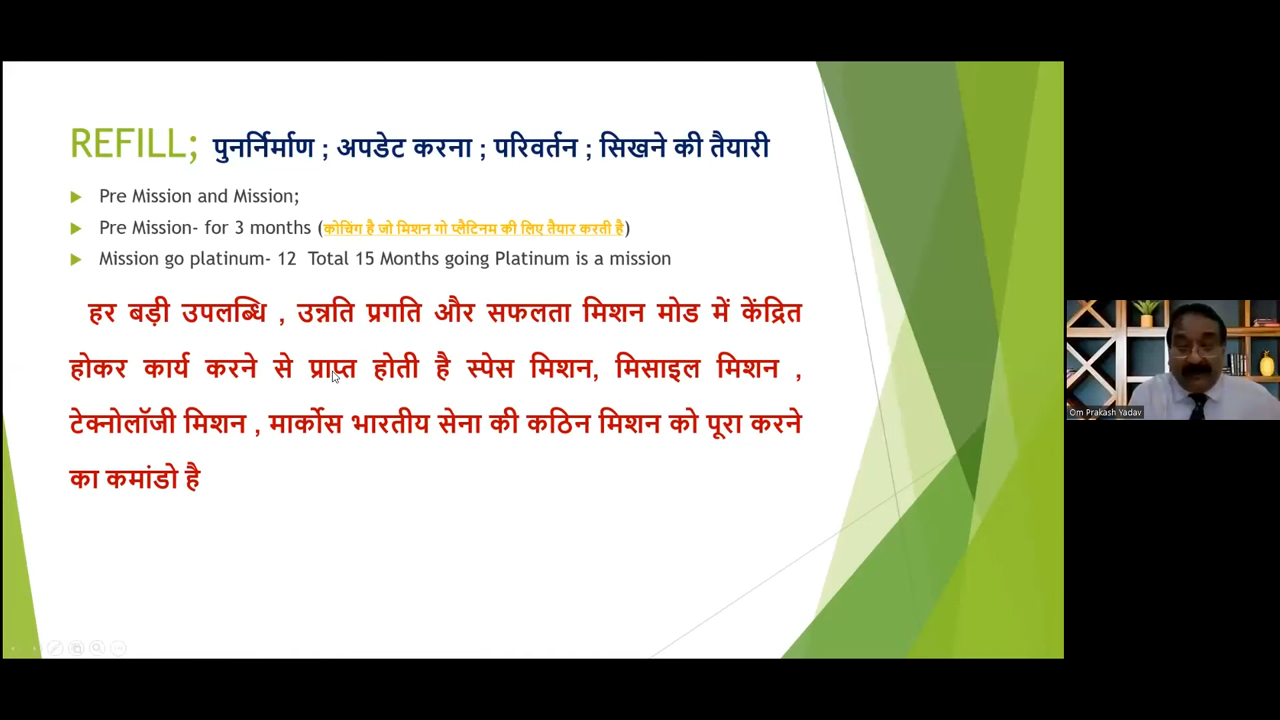 REFILL; पुनर्निर्माण ; अपडेट करना ; परिवर्तन ; सिखने की तैयारी
Pre Mission and Mission;
Pre Mission- for 3 months (कोचिंग है जो मिशन गो प्लैटिनम की लिए तैयार करती है)
Mission go platinum- 12 Total 15 Months going Platinum is a mission
हर बड़ी उपलब्धि , उन्नति प्रगति और सफलता मिशन मोड में केंद्रित
होकर कार्य करने से प्राप्त होती है स्पेस मिशन, मिसाइल मिशन ,
टेक्नोलॉजी मिशन , मार्कोस भारतीय सेना की कठिन मिशन को पूरा करने
का कमांडो है
Om Prakash Yadav